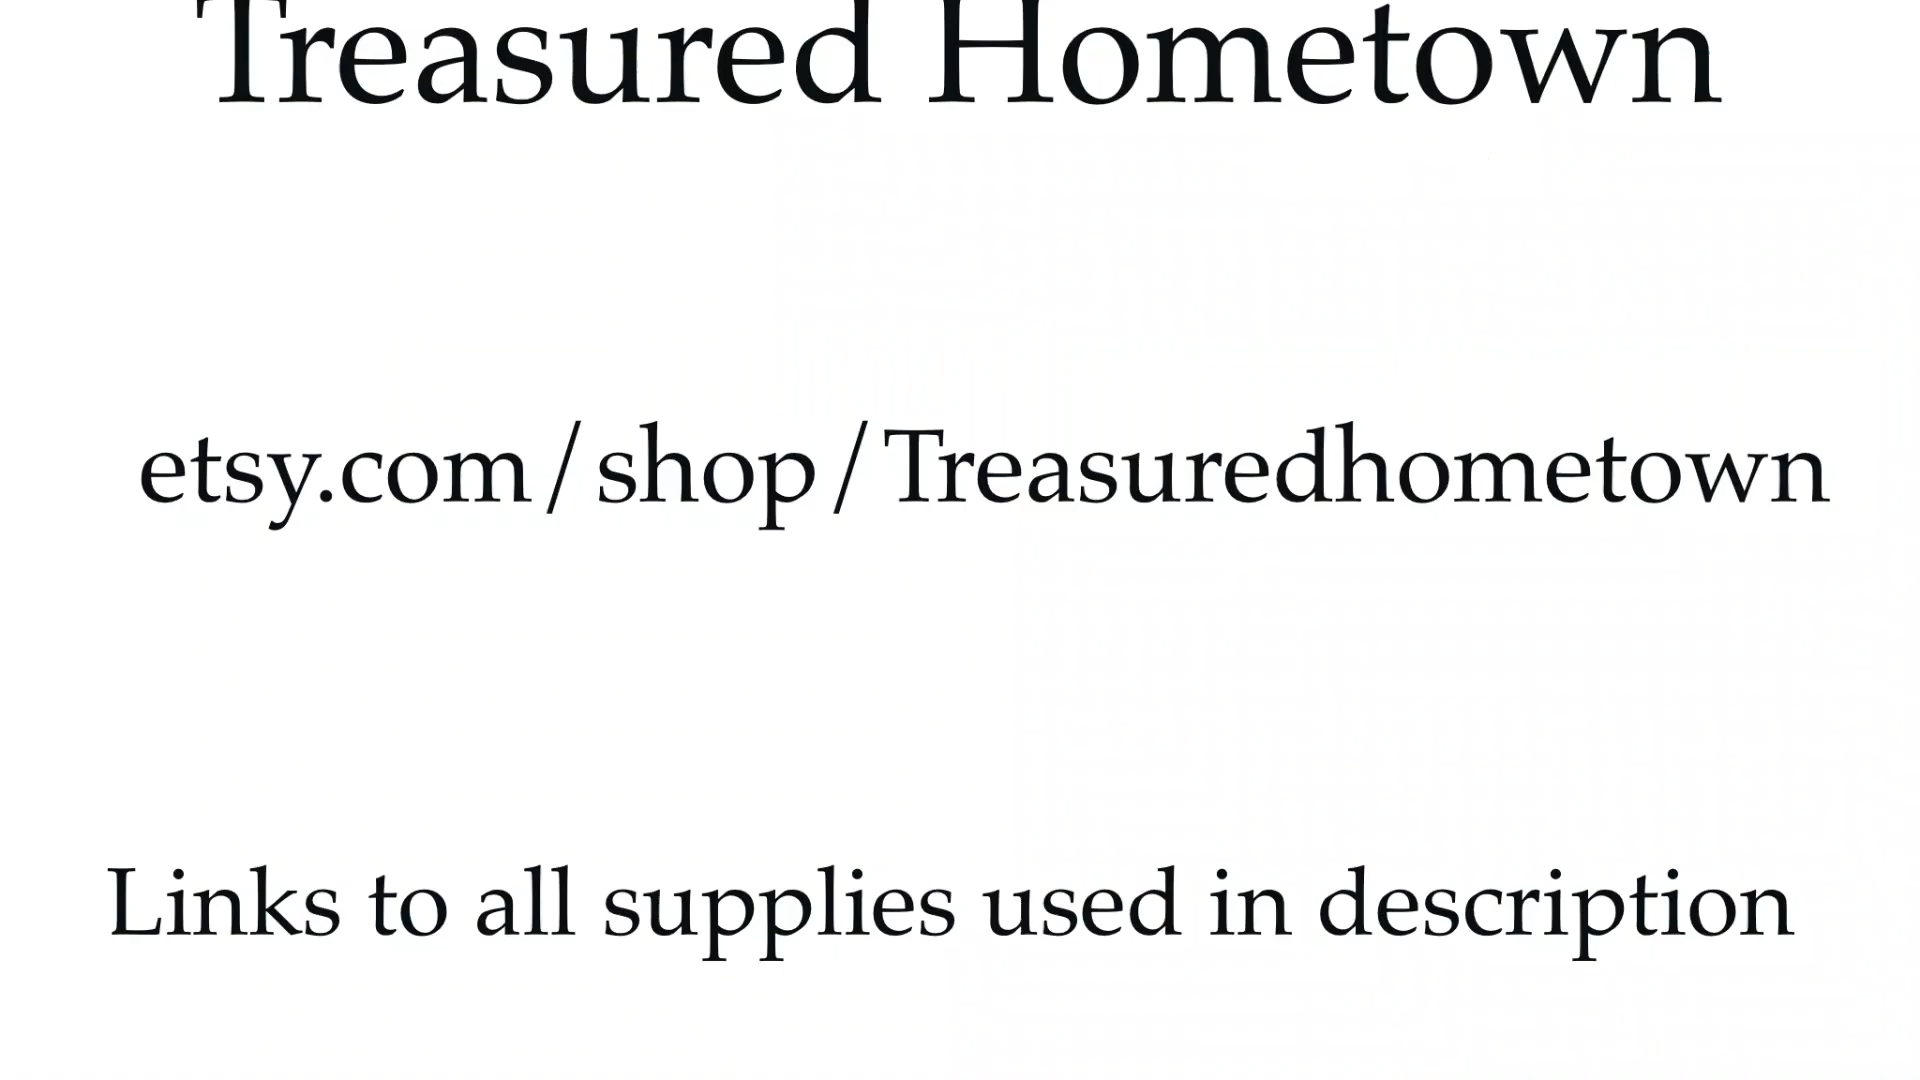 Treasured Hometown
etsy.com/shop/Treasuredhometown
Links to all supplies used in description